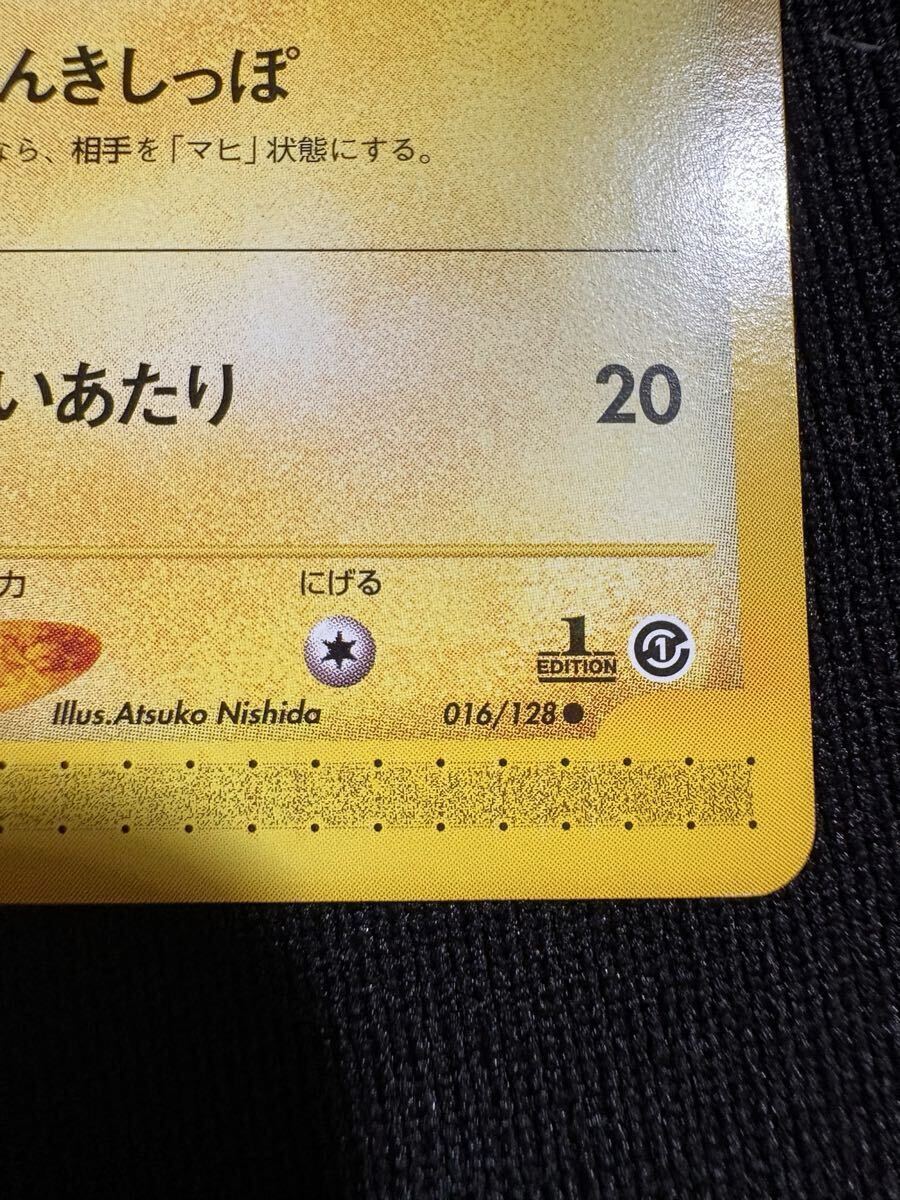 んきしっぽ
なら、相手を「マヒ」状態にする。
いあたり 20
力 にげる
1
EDITION
1
Illus.Atsuko Nishida 016/128●